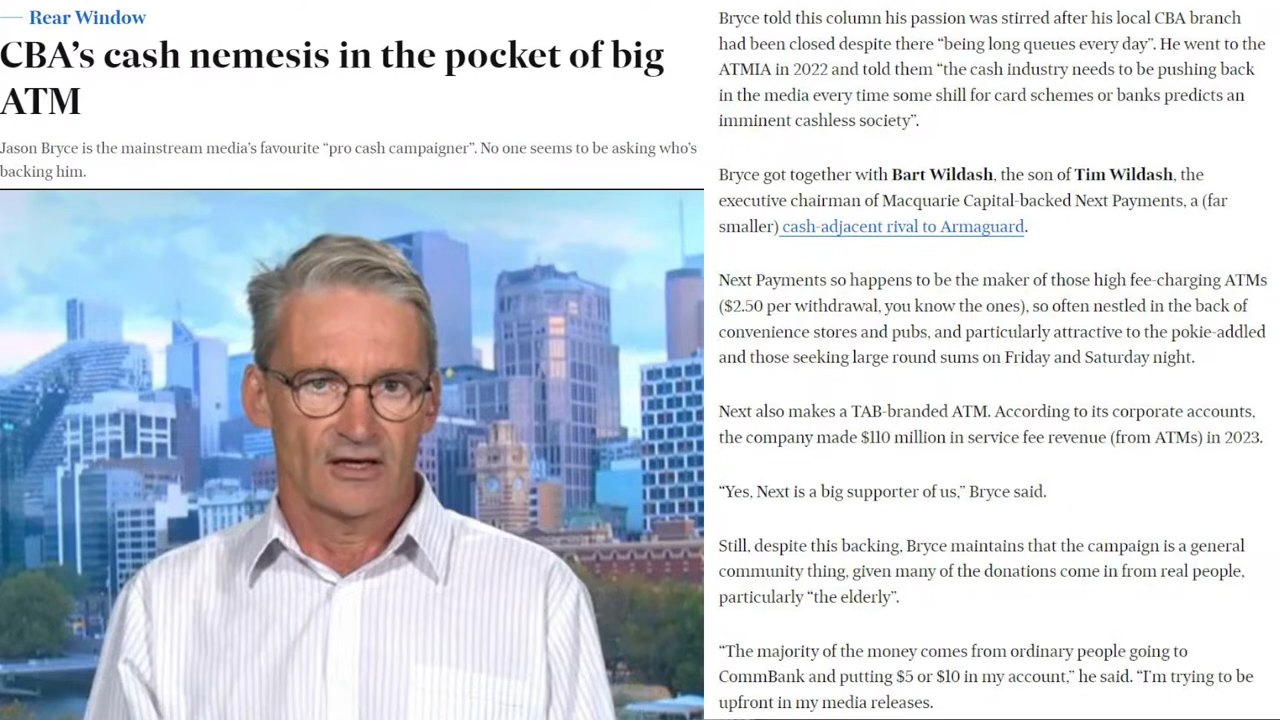 Rear Window
CBA’s cash nemesis in the pocket of big
ATM
Jason Bryce is the mainstream media’s favourite “pro cash campaigner”. No one seems to be asking who’s
backing him.
Bryce told this column his passion was stirred after his local CBA branch
had been closed despite there “being long queues every day”. He went to the
ATMIA in 2022 and told them “the cash industry needs to be pushing back
in the media every time some shill for card schemes or banks predicts an
imminent cashless society”.
Bryce got together with Bart Wildash, the son of Tim Wildash, the
executive chairman of Macquarie Capital-backed Next Payments, a (far
smaller) cash-adjacent rival to Armaguard.
Next Payments so happens to be the maker of those high fee-charging ATMs
($2.50 per withdrawal, you know the ones), so often nestled in the back of
convenience stores and pubs, and particularly attractive to the pokie-addled
and those seeking large round sums on Friday and Saturday night.
Next also makes a TAB-branded ATM. According to its corporate accounts,
the company made $110 million in service fee revenue (from ATMs) in 2023.
“Yes, Next is a big supporter of us,” Bryce said.
Still, despite this backing, Bryce maintains that the campaign is a general
community thing, given many of the donations come in from real people,
particularly “the elderly”.
“The majority of the money comes from ordinary people going to
CommBank and putting $5 or $10 in my account,” he said. “I’m trying to be
upfront in my media releases.